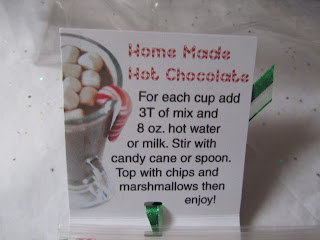 Home Made
Hot Chocolate
For each cup add
3T of mix and
8 oz. hot water
or milk. Stir with
candy cane or spoon.
Top with chips and
marshmallows then
enjoy!